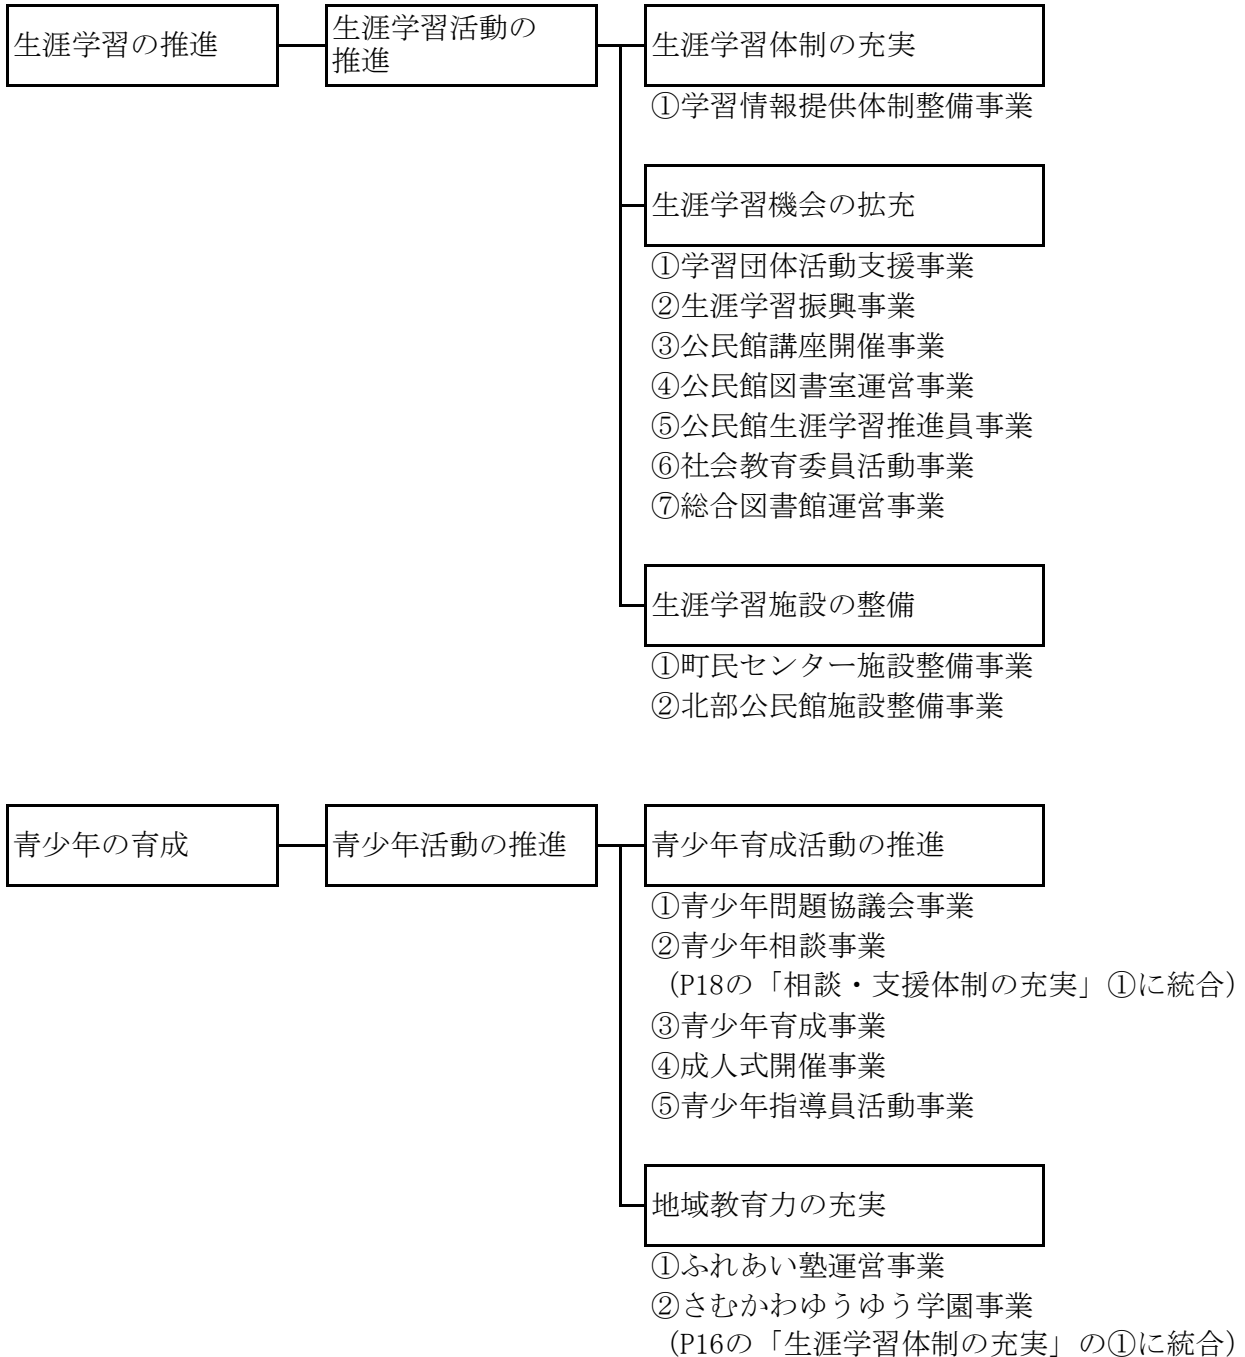 生涯学習の推進
生涯学習活動の
推進
生涯学習体制の充実
①学習情報提供体制整備事業
生涯学習機会の拡充
①学習団体活動支援事業
②生涯学習振興事業
③公民館講座開催事業
④公民館図書室運営事業
⑤公民館生涯学習推進員事業
⑥社会教育委員活動事業
⑦総合図書館運営事業
生涯学習施設の整備
①町民センター施設整備事業
②北部公民館施設整備事業
青少年の育成
青少年活動の推進
青少年育成活動の推進
①青少年問題協議会事業
②青少年相談事業
(P18の「相談・支援体制の充実」①に統合)
③青少年育成事業
④成人式開催事業
⑤青少年指導員活動事業
地域教育力の充実
①ふれあい塾運営事業
②さむかわゆうゆう学園事業
(P16の「生涯学習体制の充実」の①に統合)